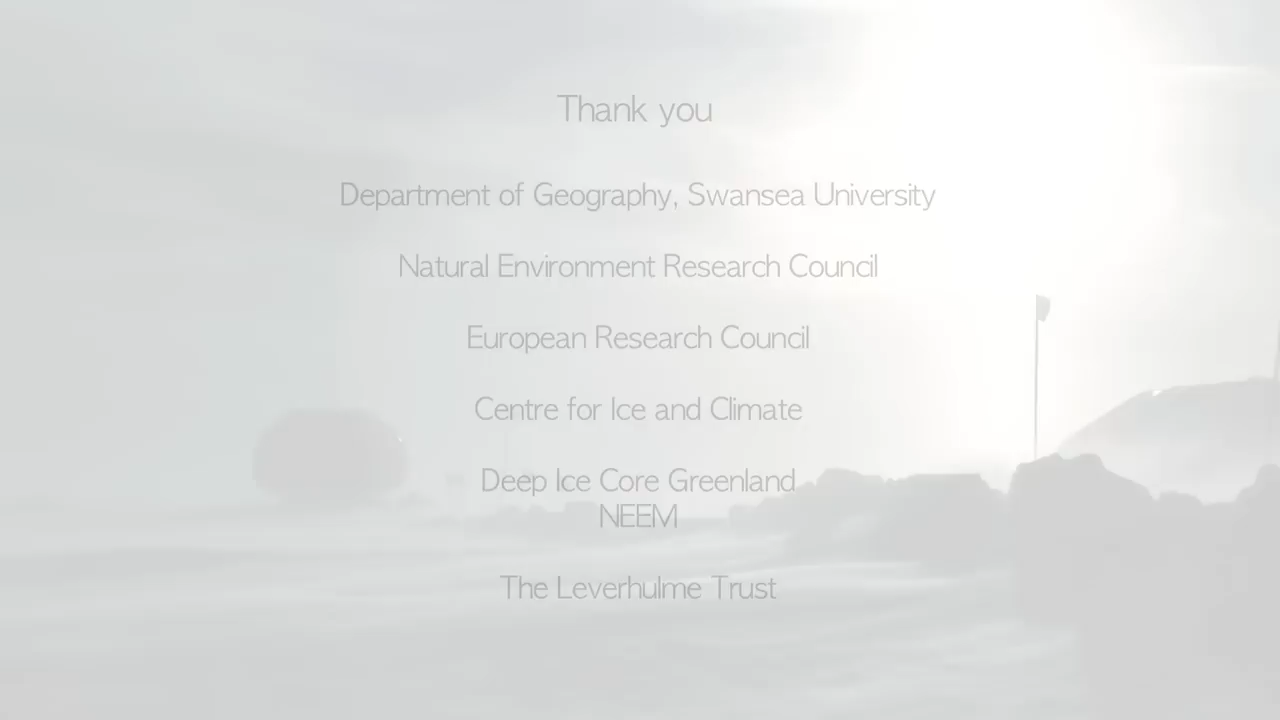 Thank you
Department of Geography, Swansea University
Natural Environment Research Council
European Research Council
Centre for Ice and Climate
Deep Ice Core Greenland
NEEM
The Leverhulme Trust